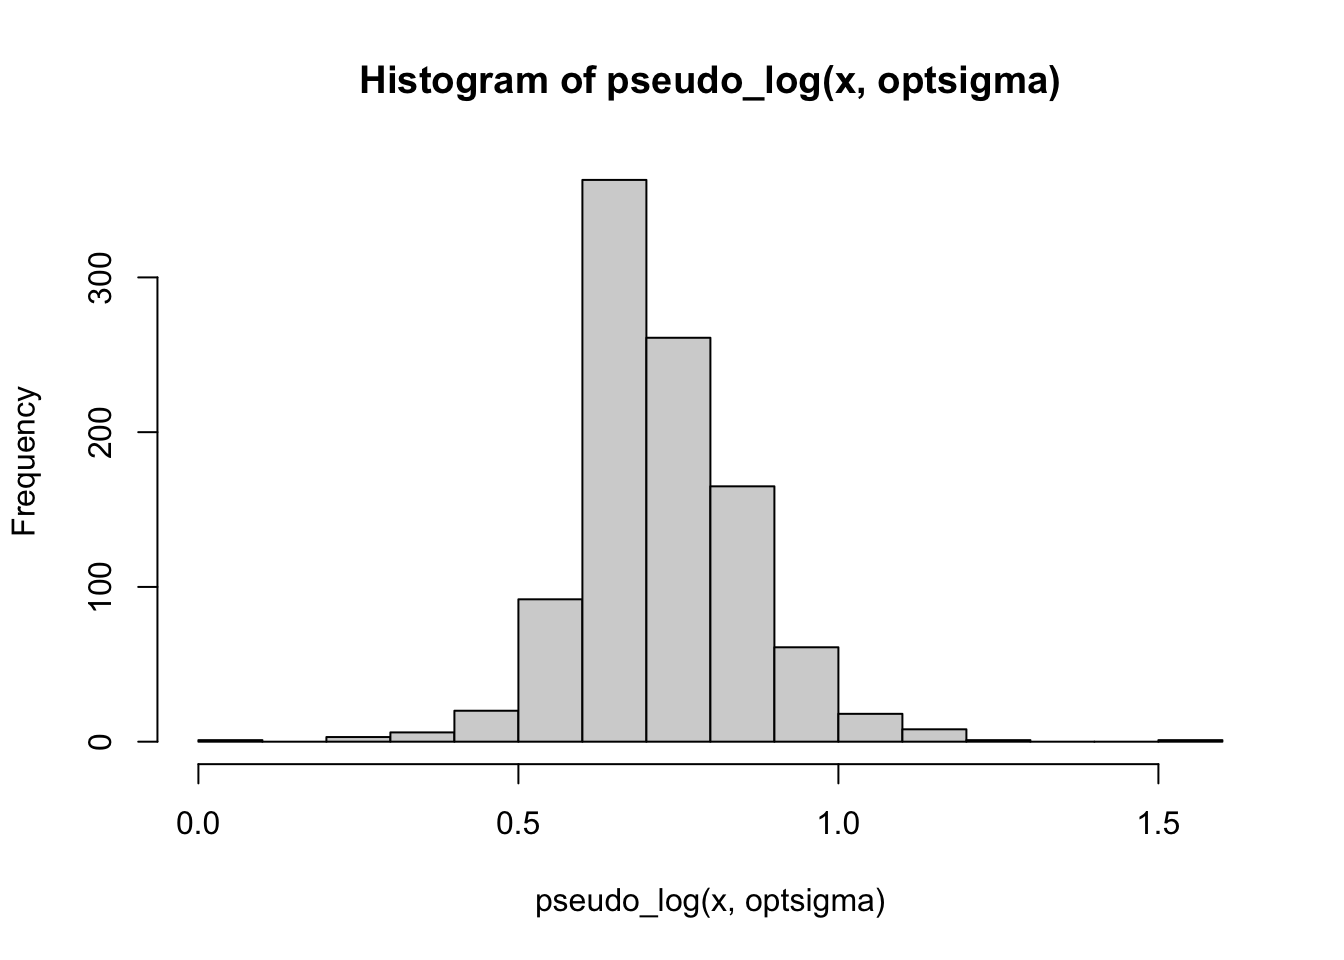 Histogram of pseudo_log(x, optsigma)
Frequency
300
200
100
0
0.0 0.5 1.0 1.5
pseudo_log(x, optsigma)